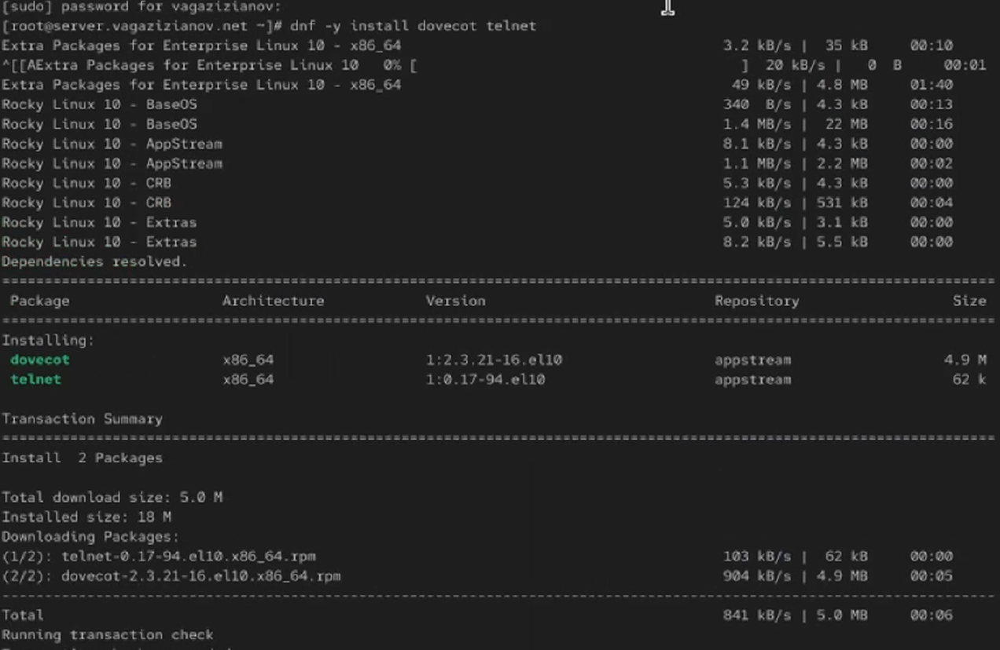 [sudo] password for vagazizianov:
[root@server.vagazizianov.net ~]# dnf -y install dovecot telnet
Extra Packages for Enterprise Linux 10 - x86_64 3.2 kB/s | 35 kB 00:10
^[[AExtra Packages for Enterprise Linux 10 0% [ ] 20 kB/s | 0 B 00:01
Extra Packages for Enterprise Linux 10 - x86_64 49 kB/s | 4.8 MB 01:40
Rocky Linux 10 - BaseOS 340 B/s | 4.3 kB 00:13
Rocky Linux 10 - BaseOS 1.4 MB/s | 22 MB 00:16
Rocky Linux 10 - AppStream 8.1 kB/s | 4.3 kB 00:00
Rocky Linux 10 - AppStream 1.1 MB/s | 2.2 MB 00:02
Rocky Linux 10 - CRB 5.3 kB/s | 4.3 kB 00:00
Rocky Linux 10 - CRB 124 kB/s | 531 kB 00:04
Rocky Linux 10 - Extras 5.0 kB/s | 3.1 kB 00:00
Rocky Linux 10 - Extras 8.2 kB/s | 5.5 kB 00:00
Dependencies resolved.
Package Architecture Version Repository Size
Installing:
dovecot x86_64 1:2.3.21-16.el10 appstream 4.9 M
telnet x86_64 1:0.17-94.el10 appstream 62 k
Transaction Summary
Install 2 Packages
Total download size: 5.0 M
Installed size: 18 M
Downloading Packages:
(1/2): telnet-0.17-94.el10.x86_64.rpm 103 kB/s | 62 kB 00:00
(2/2): dovecot-2.3.21-16.el10.x86_64.rpm 904 kB/s | 4.9 MB 00:05
Total 841 kB/s | 5.0 MB 00:06
Running transaction check